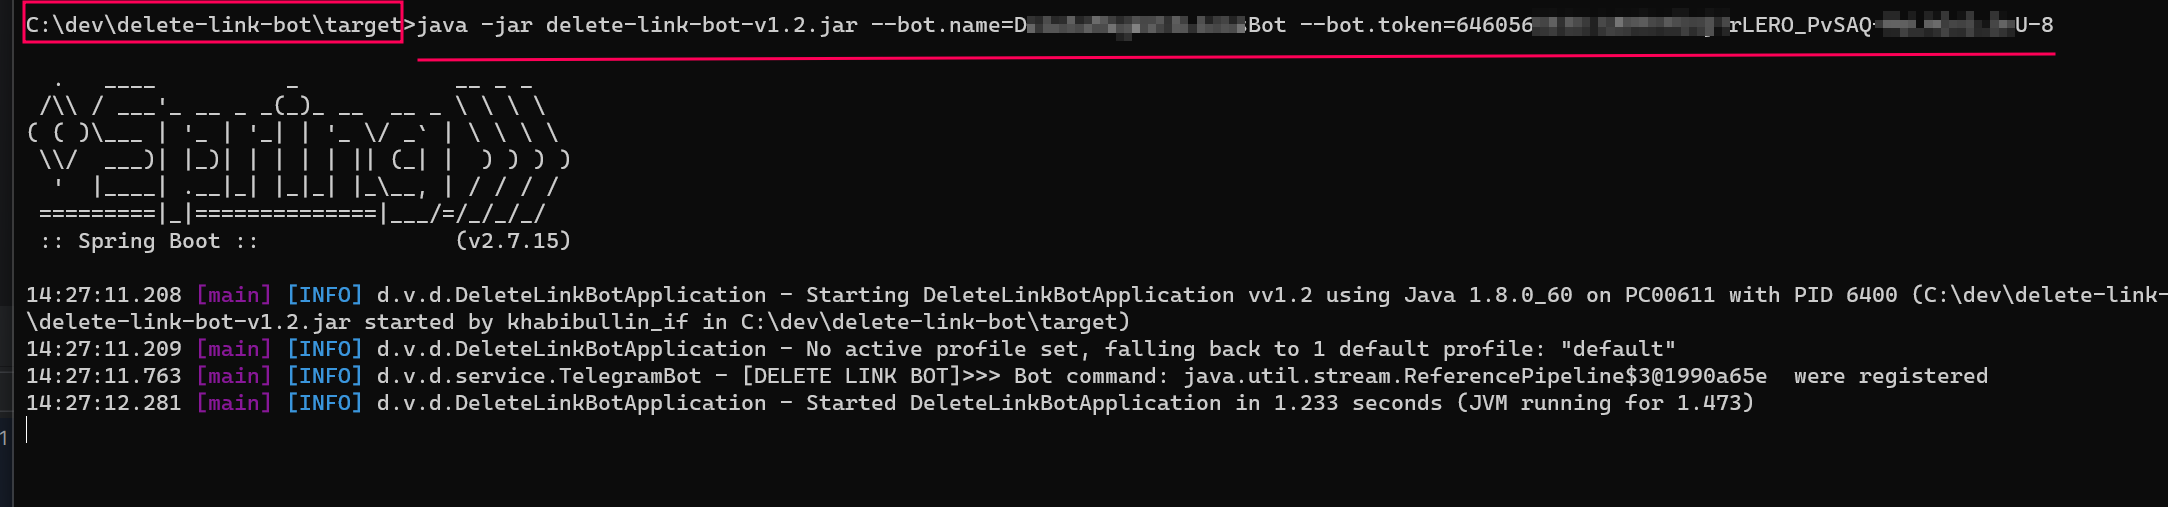 C:\dev\delete-link-bot\target>java -jar delete-link-bot-v1.2.jar --bot.name=D Bot --bot.token=646056 rLERO_PvSAQ U-8
  .   ____          _            __ _ _
 /\\ / ___'_ __ _ _(_)_ __  __ _ \ \ \ \
( ( )\___ | '_ | '_| | '_ \/ _` | \ \ \ \
 \\/  ___)| |_)| | | | | || (_| |  ) ) ) )
  '  |____| .__|_| |_|_| |_\__, | / / / /
 =========|_|==============|___/=/_/_/_/
 :: Spring Boot ::               (v2.7.15)
14:27:11.208 [main] [INFO] d.v.d.DeleteLinkBotApplication - Starting DeleteLinkBotApplication vv1.2 using Java 1.8.0_60 on PC00611 with PID 6400 (C:\dev\delete-link-
\delete-link-bot-v1.2.jar started by khabibullin_if in C:\dev\delete-link-bot\target)
14:27:11.209 [main] [INFO] d.v.d.DeleteLinkBotApplication - No active profile set, falling back to 1 default profile: "default"
14:27:11.763 [main] [INFO] d.v.d.service.TelegramBot - [DELETE LINK BOT]>>> Bot command: java.util.stream.ReferencePipeline$3@1990a65e  were registered
14:27:12.281 [main] [INFO] d.v.d.DeleteLinkBotApplication - Started DeleteLinkBotApplication in 1.233 seconds (JVM running for 1.473)
1